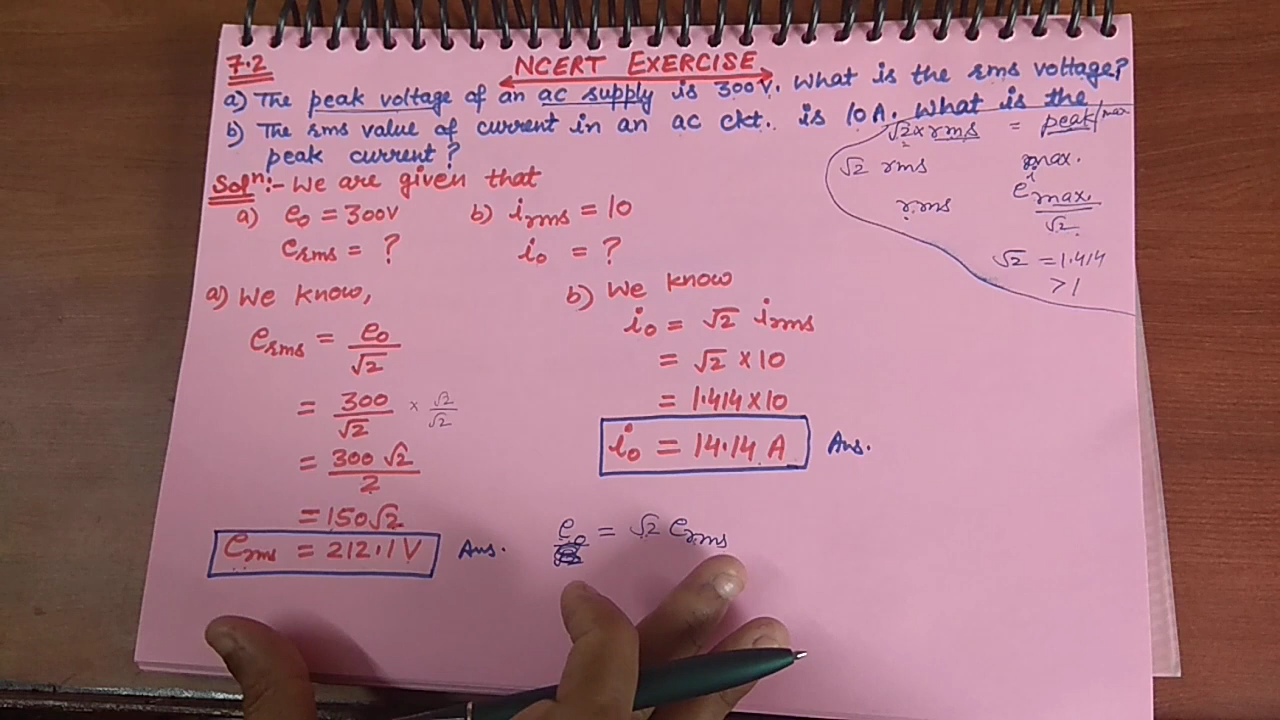 7.2 NCERT EXERCISE
a) The peak voltage of an ac supply is 300V. What is the rms voltage?
b) The rms value of current in an ac ckt. is 10A. What is the
peak current?
Solⁿ:- We are given that
a) e₀ = 300V
eᵣₘₛ = ?
b) iᵣₘₛ = 10
i₀ = ?
a) We know,
eᵣₘₛ = e₀/√2
= 300/√2 × √2/√2
= 300√2/2
= 150√2
eᵣₘₛ = 212.1 V Ans.
b) We know
i₀ = √2 iᵣₘₛ
= √2 × 10
= 1.414 × 10
i₀ = 14.14 A Ans.
e₀ = √2 eᵣₘₛ
√2 × rms = peak/max
√2 rms max.
rms emax./√2
√2 = 1.414
> 1